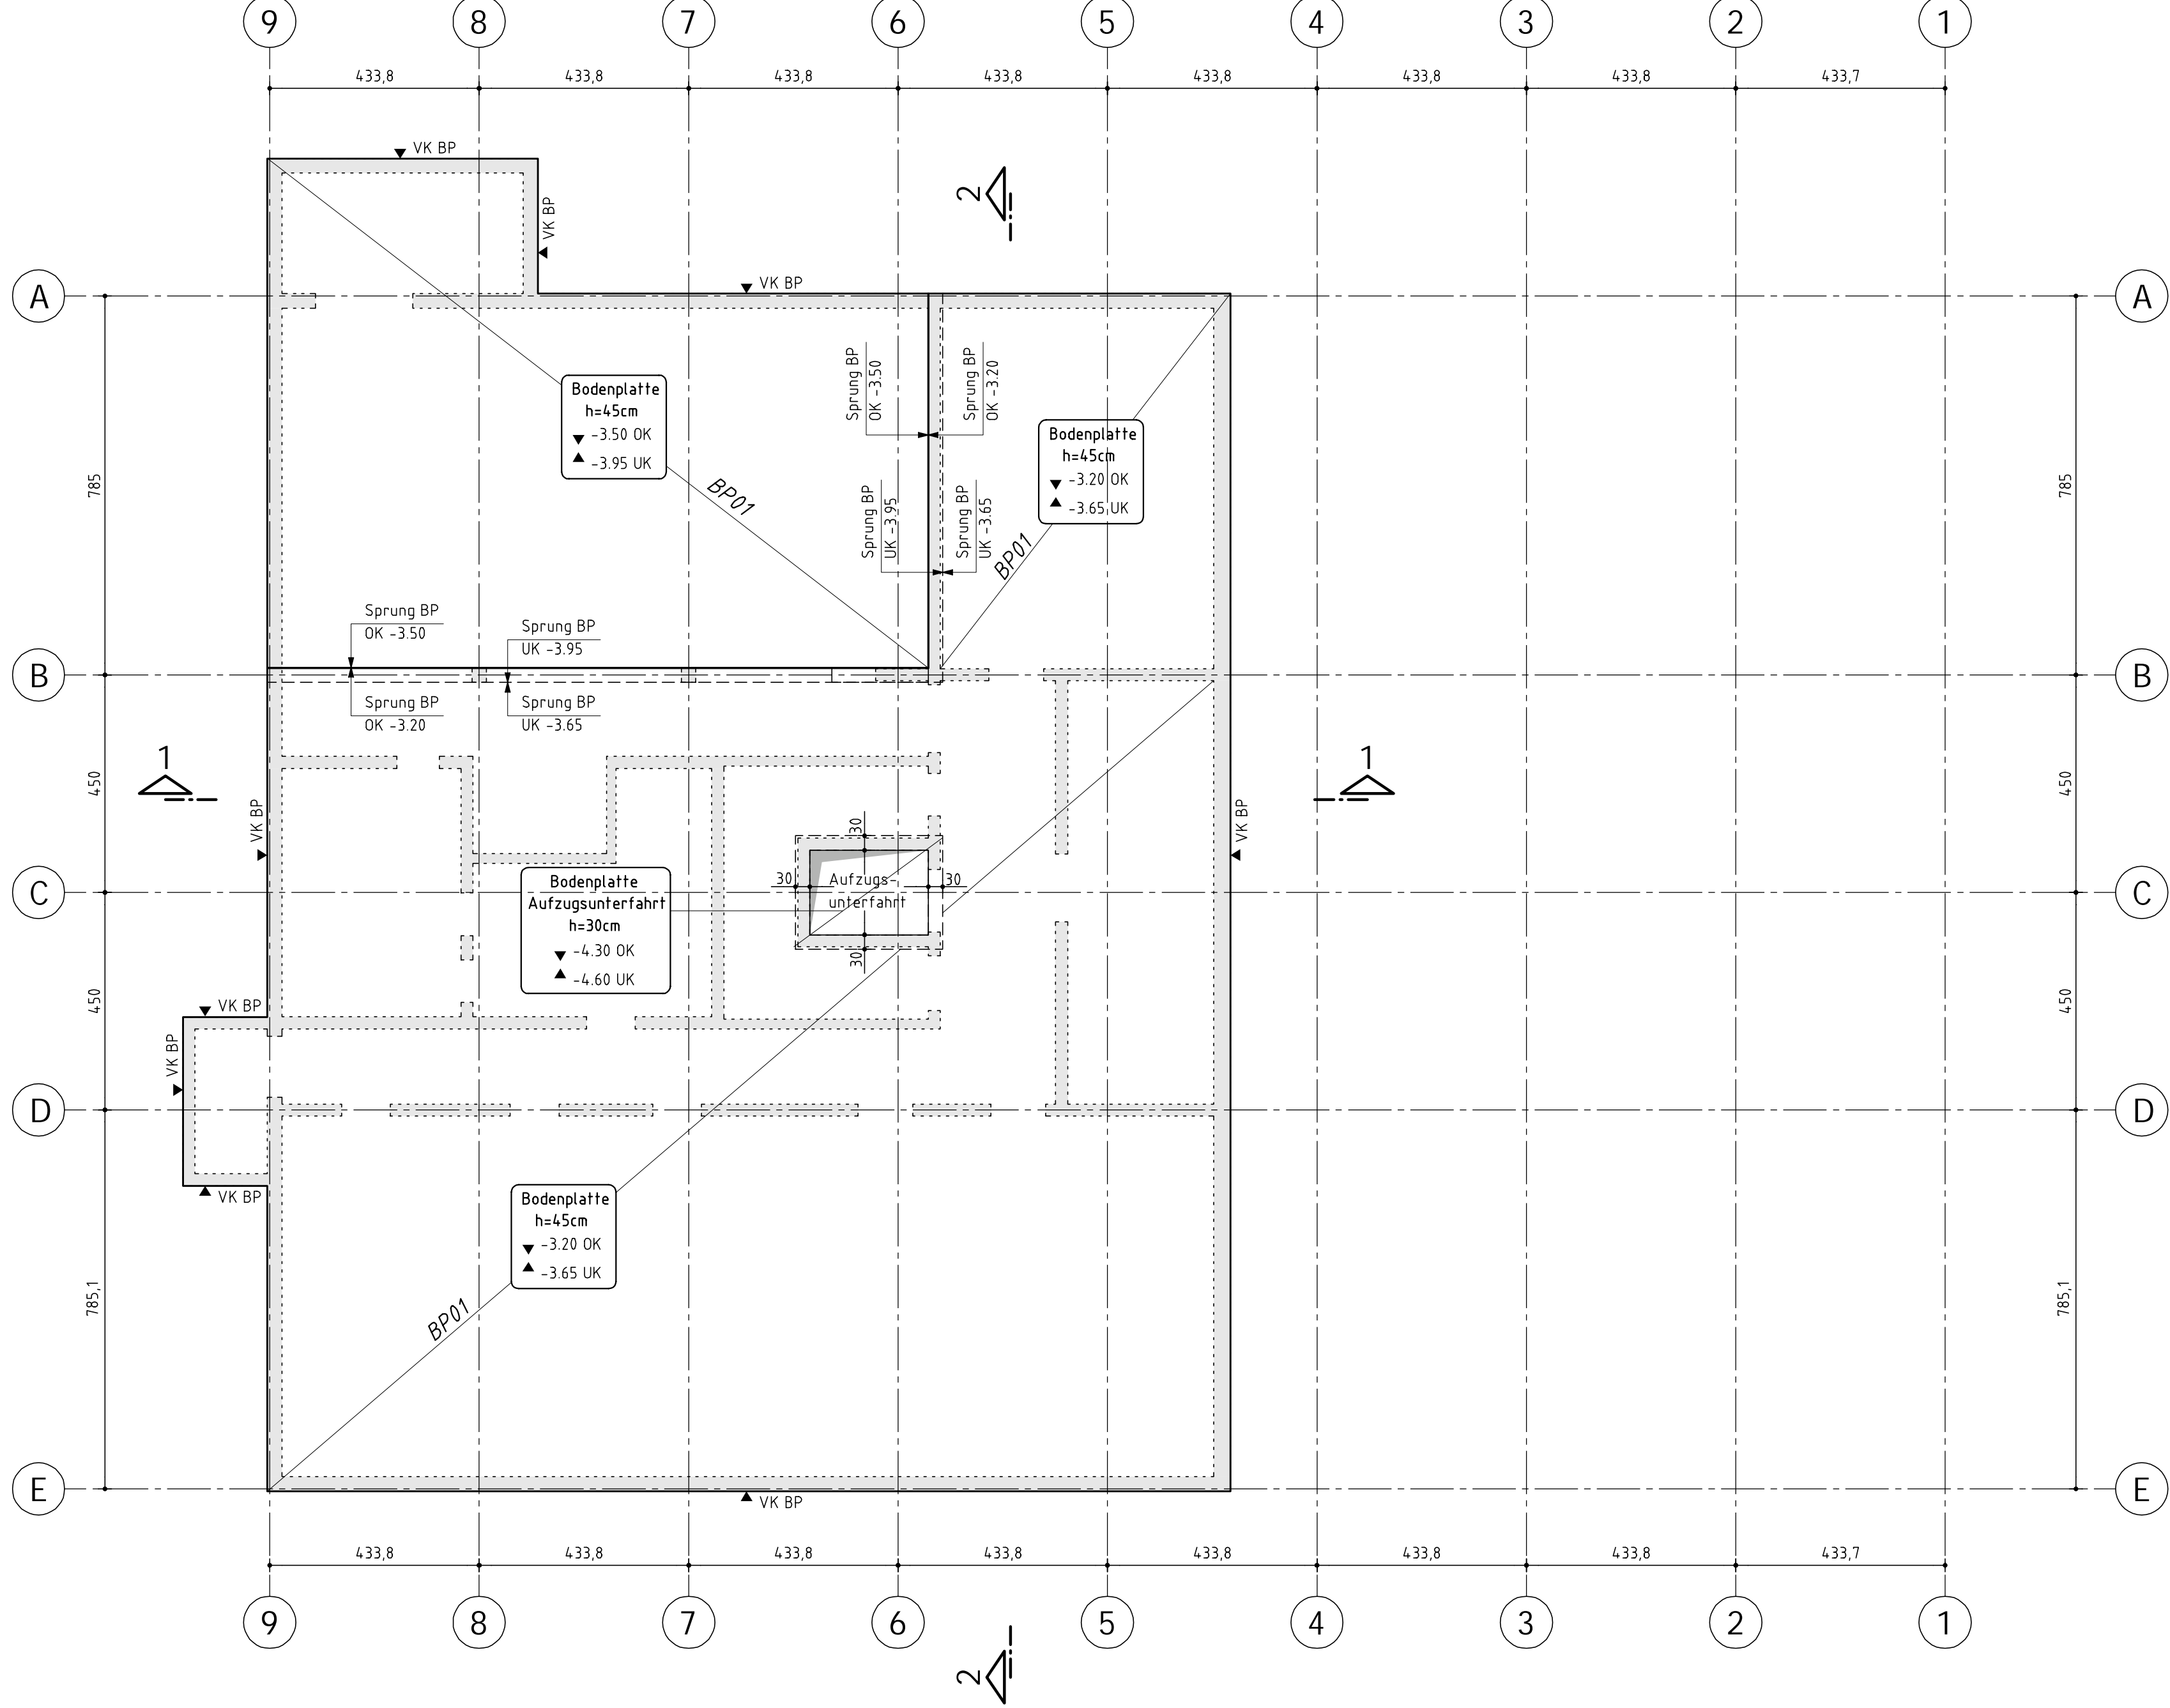 9 8 7 6 5 4 3 2 1
433,8 433,8 433,8 433,8 433,8 433,8 433,8 433,7
VK BP
VK BP
2
VK BP
A A
Bodenplatte
h=45cm
-3.50 OK
-3.95 UK
BP01
Sprung BP
OK -3.50
Sprung BP
OK -3.20
Sprung BP
UK -3.95
Sprung BP
UK -3.65
Bodenplatte
h=45cm
-3.20 OK
-3.65 UK
BP01
785 785
Sprung BP
OK -3.50
Sprung BP
UK -3.95
B B
Sprung BP
OK -3.20
Sprung BP
UK -3.65
1 1
450 450
VK BP
VK BP
30
30 30
30
Aufzugs-
unterfahrt
C C
Bodenplatte
Aufzugsunterfahrt
h=30cm
-4.30 OK
-4.60 UK
450 450
VK BP
VK BP
D D
VK BP
Bodenplatte
h=45cm
-3.20 OK
-3.65 UK
BP01
785,1 785,1
E E
VK BP
433,8 433,8 433,8 433,8 433,8 433,8 433,8 433,7
9 8 7 6 5 4 3 2 1
2